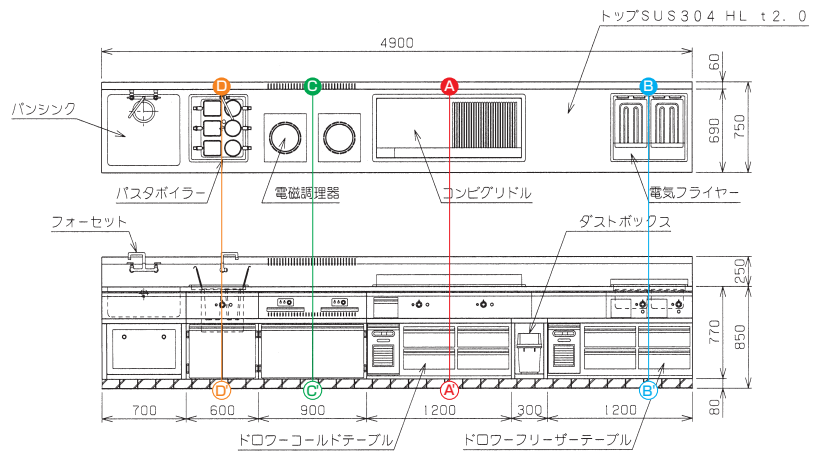 トップSUS304 HL t2.0
4900
60
D
C
A
B
パンシンク
690
750
パスタボイラー
電磁調理器
コンビグリドル
電気フライヤー
フォーセット
ダストボックス
250
770
850
D'
C'
A'
B'
700
600
900
1200
300
1200
80
ドロワーコールドテーブル
ドロワーフリーザーテーブル